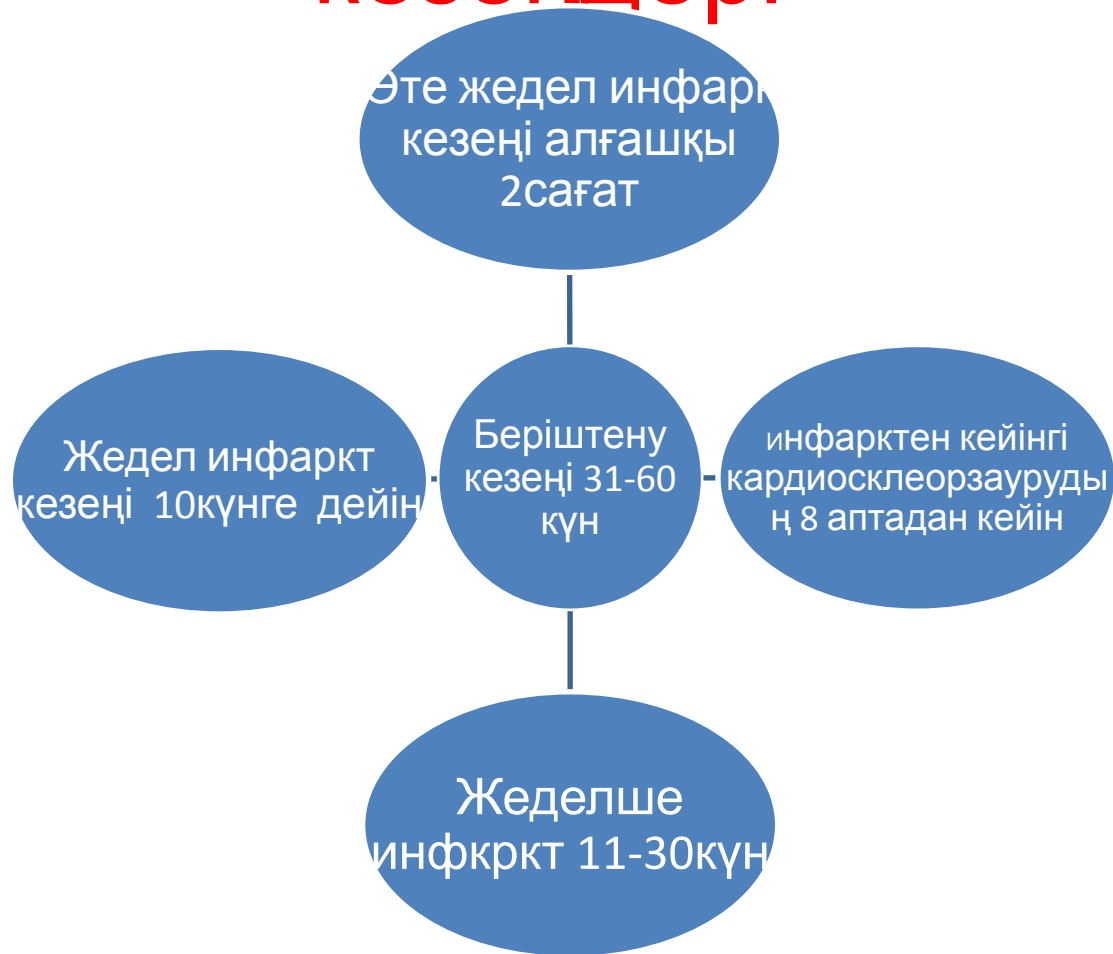 кезеңдері
Өте жедел инфаркт
кезеңі алғашқы
2сағат
Жедел инфаркт
кезеңі 10күнге дейін
Беріштену
кезеңі 31-60
күн
инфарктен кейінгі
кардиосклеорзауруды
ң 8 аптадан кейін
Жеделше
инфкркт 11-30күн